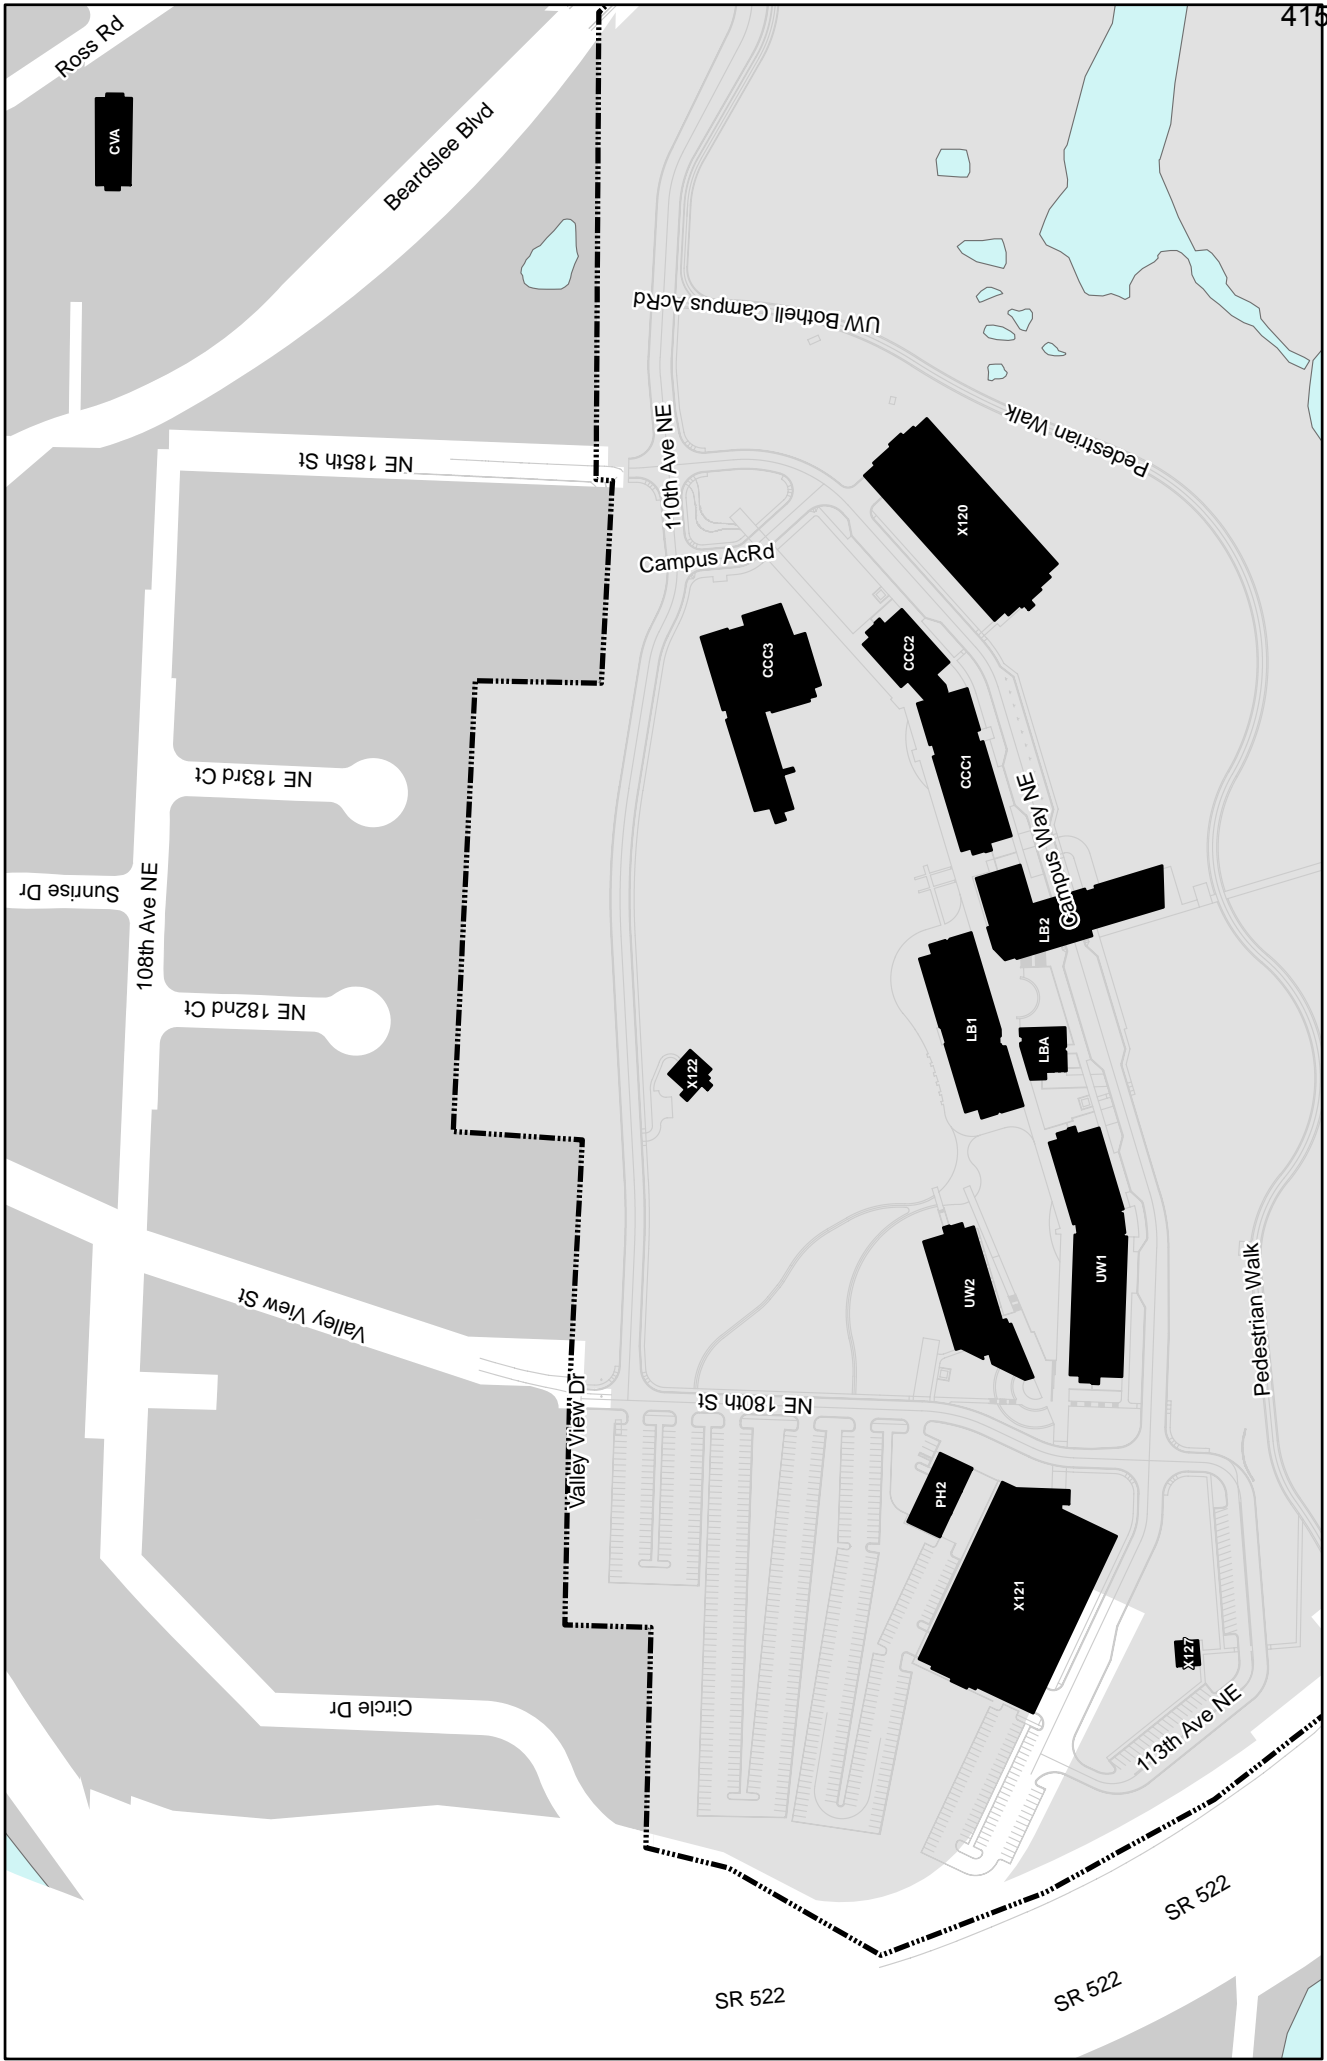 415
Ross Rd
CVA
Beardslee Blvd
UW Bothell Campus AcRd
Pedestrian Walk
NE 185th St
110th Ave NE
X120
Campus AcRd
CCC3
CCC2
CCC1
NE 183rd Ct
Campus Way NE
Sunrise Dr
108th Ave NE
LB2
NE 182nd Ct
LB1
LBA
X122
Valley View St
UW2
UW1
Pedestrian Walk
NE 180th St
Valley View Dr
PH2
X121
X127
Circle Dr
113th Ave NE
SR 522
SR 522
SR 522